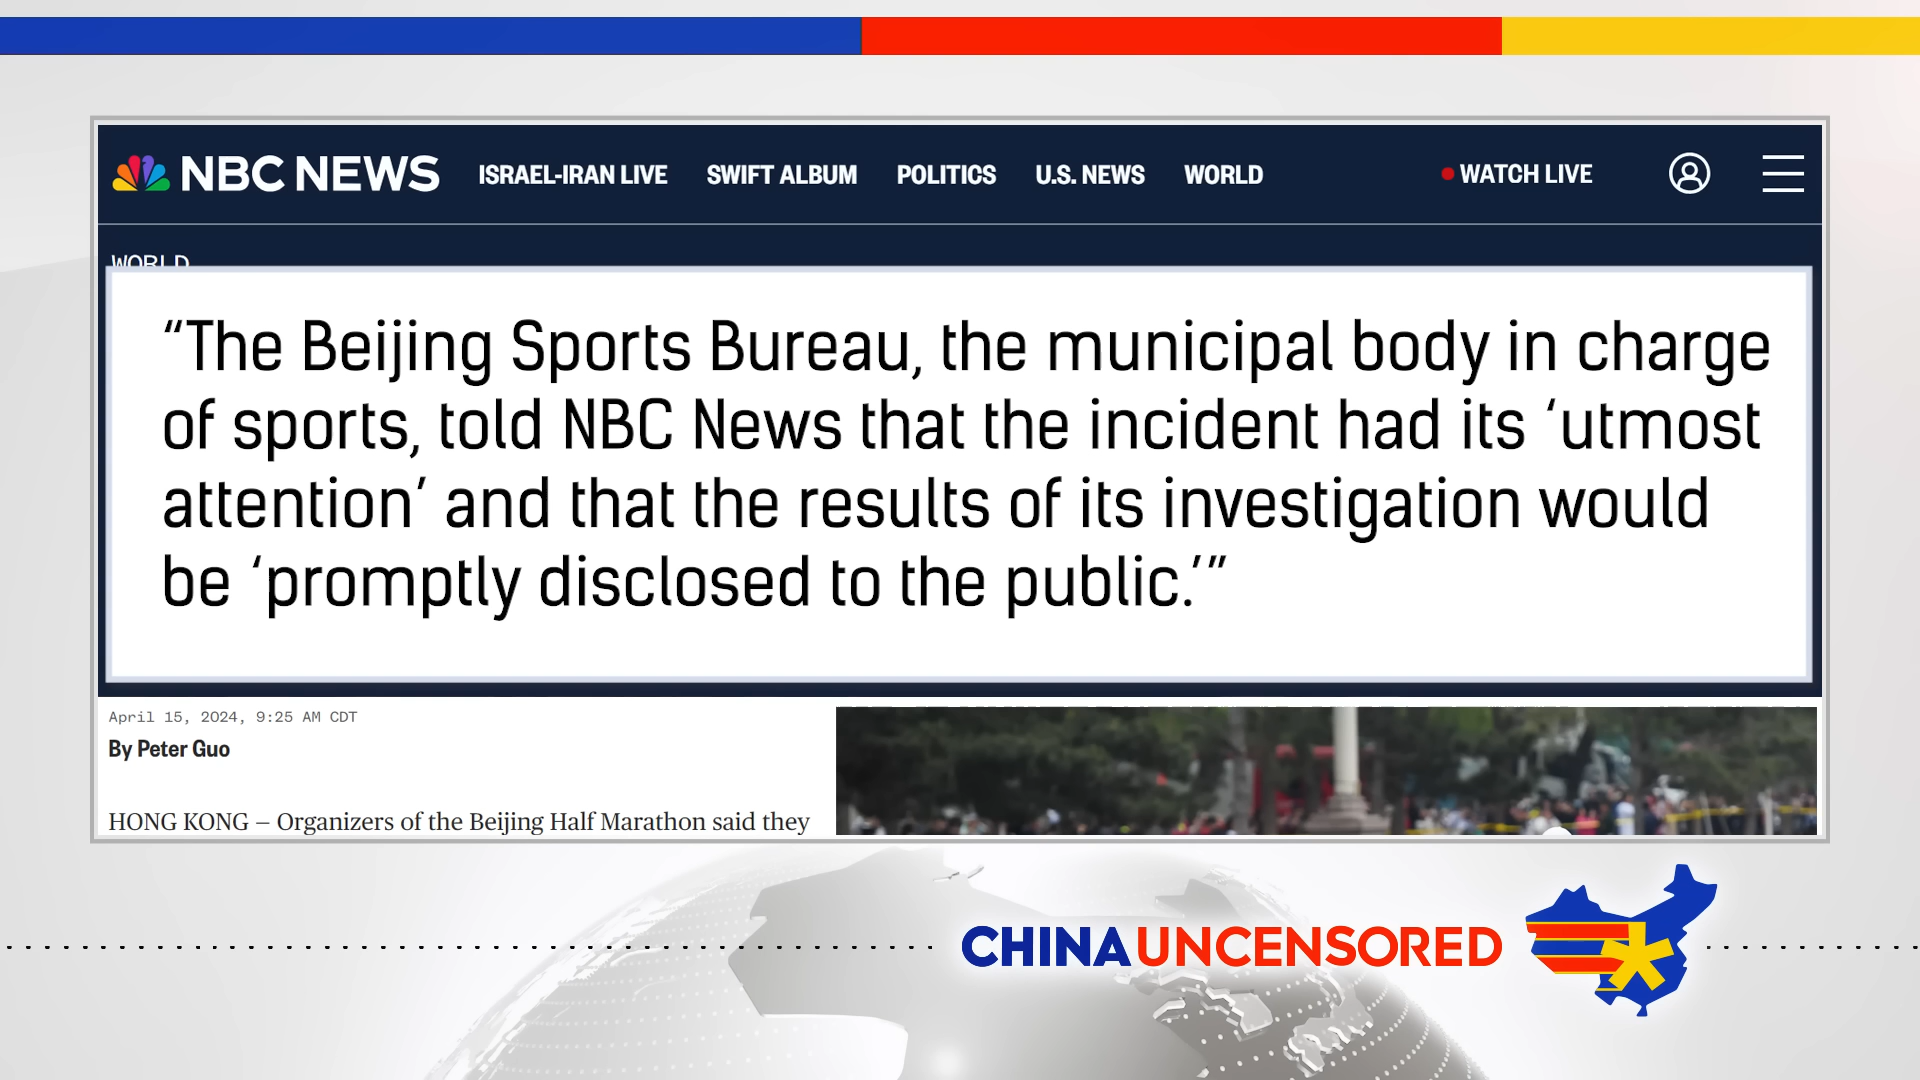 NBC NEWS ISRAEL-IRAN LIVE SWIFT ALBUM POLITICS U.S. NEWS WORLD WATCH LIVE
WORLD
“The Beijing Sports Bureau, the municipal body in charge
of sports, told NBC News that the incident had its ‘utmost
attention’ and that the results of its investigation would
be ‘promptly disclosed to the public.’”
April 15, 2024, 9:25 AM CDT
By Peter Guo
HONG KONG — Organizers of the Beijing Half Marathon said they
CHINA UNCENSORED